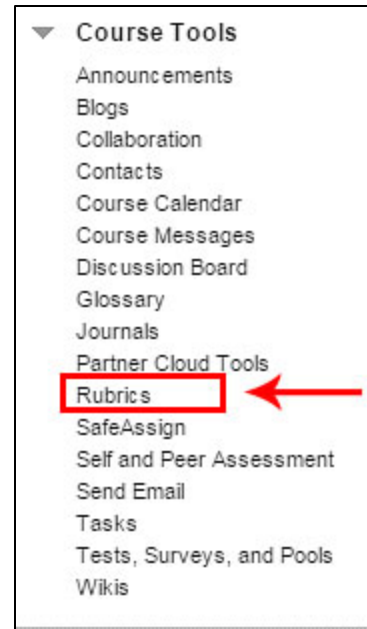 Course Tools
Announcements
Blogs
Collaboration
Contacts
Course Calendar
Course Messages
Discussion Board
Glossary
Journals
Partner Cloud Tools
Rubrics
SafeAssign
Self and Peer Assessment
Send Email
Tasks
Tests, Surveys, and Pools
Wikis